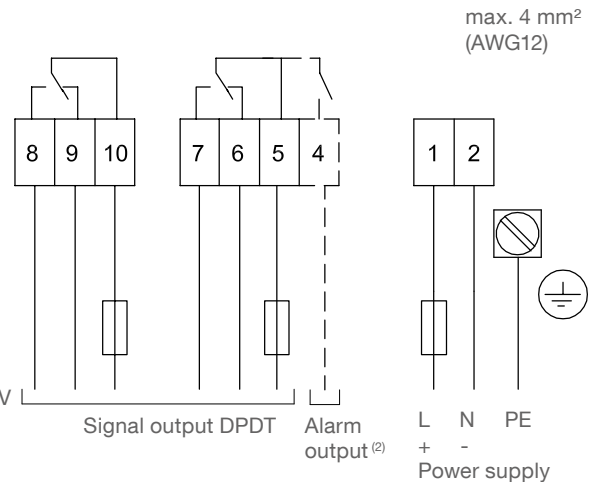 max. 4 mm²
(AWG12)
8 9 10 7 6 5 4 1 2
V
Signal output DPDT
Alarm
output (2)
L N PE
+ -
Power supply